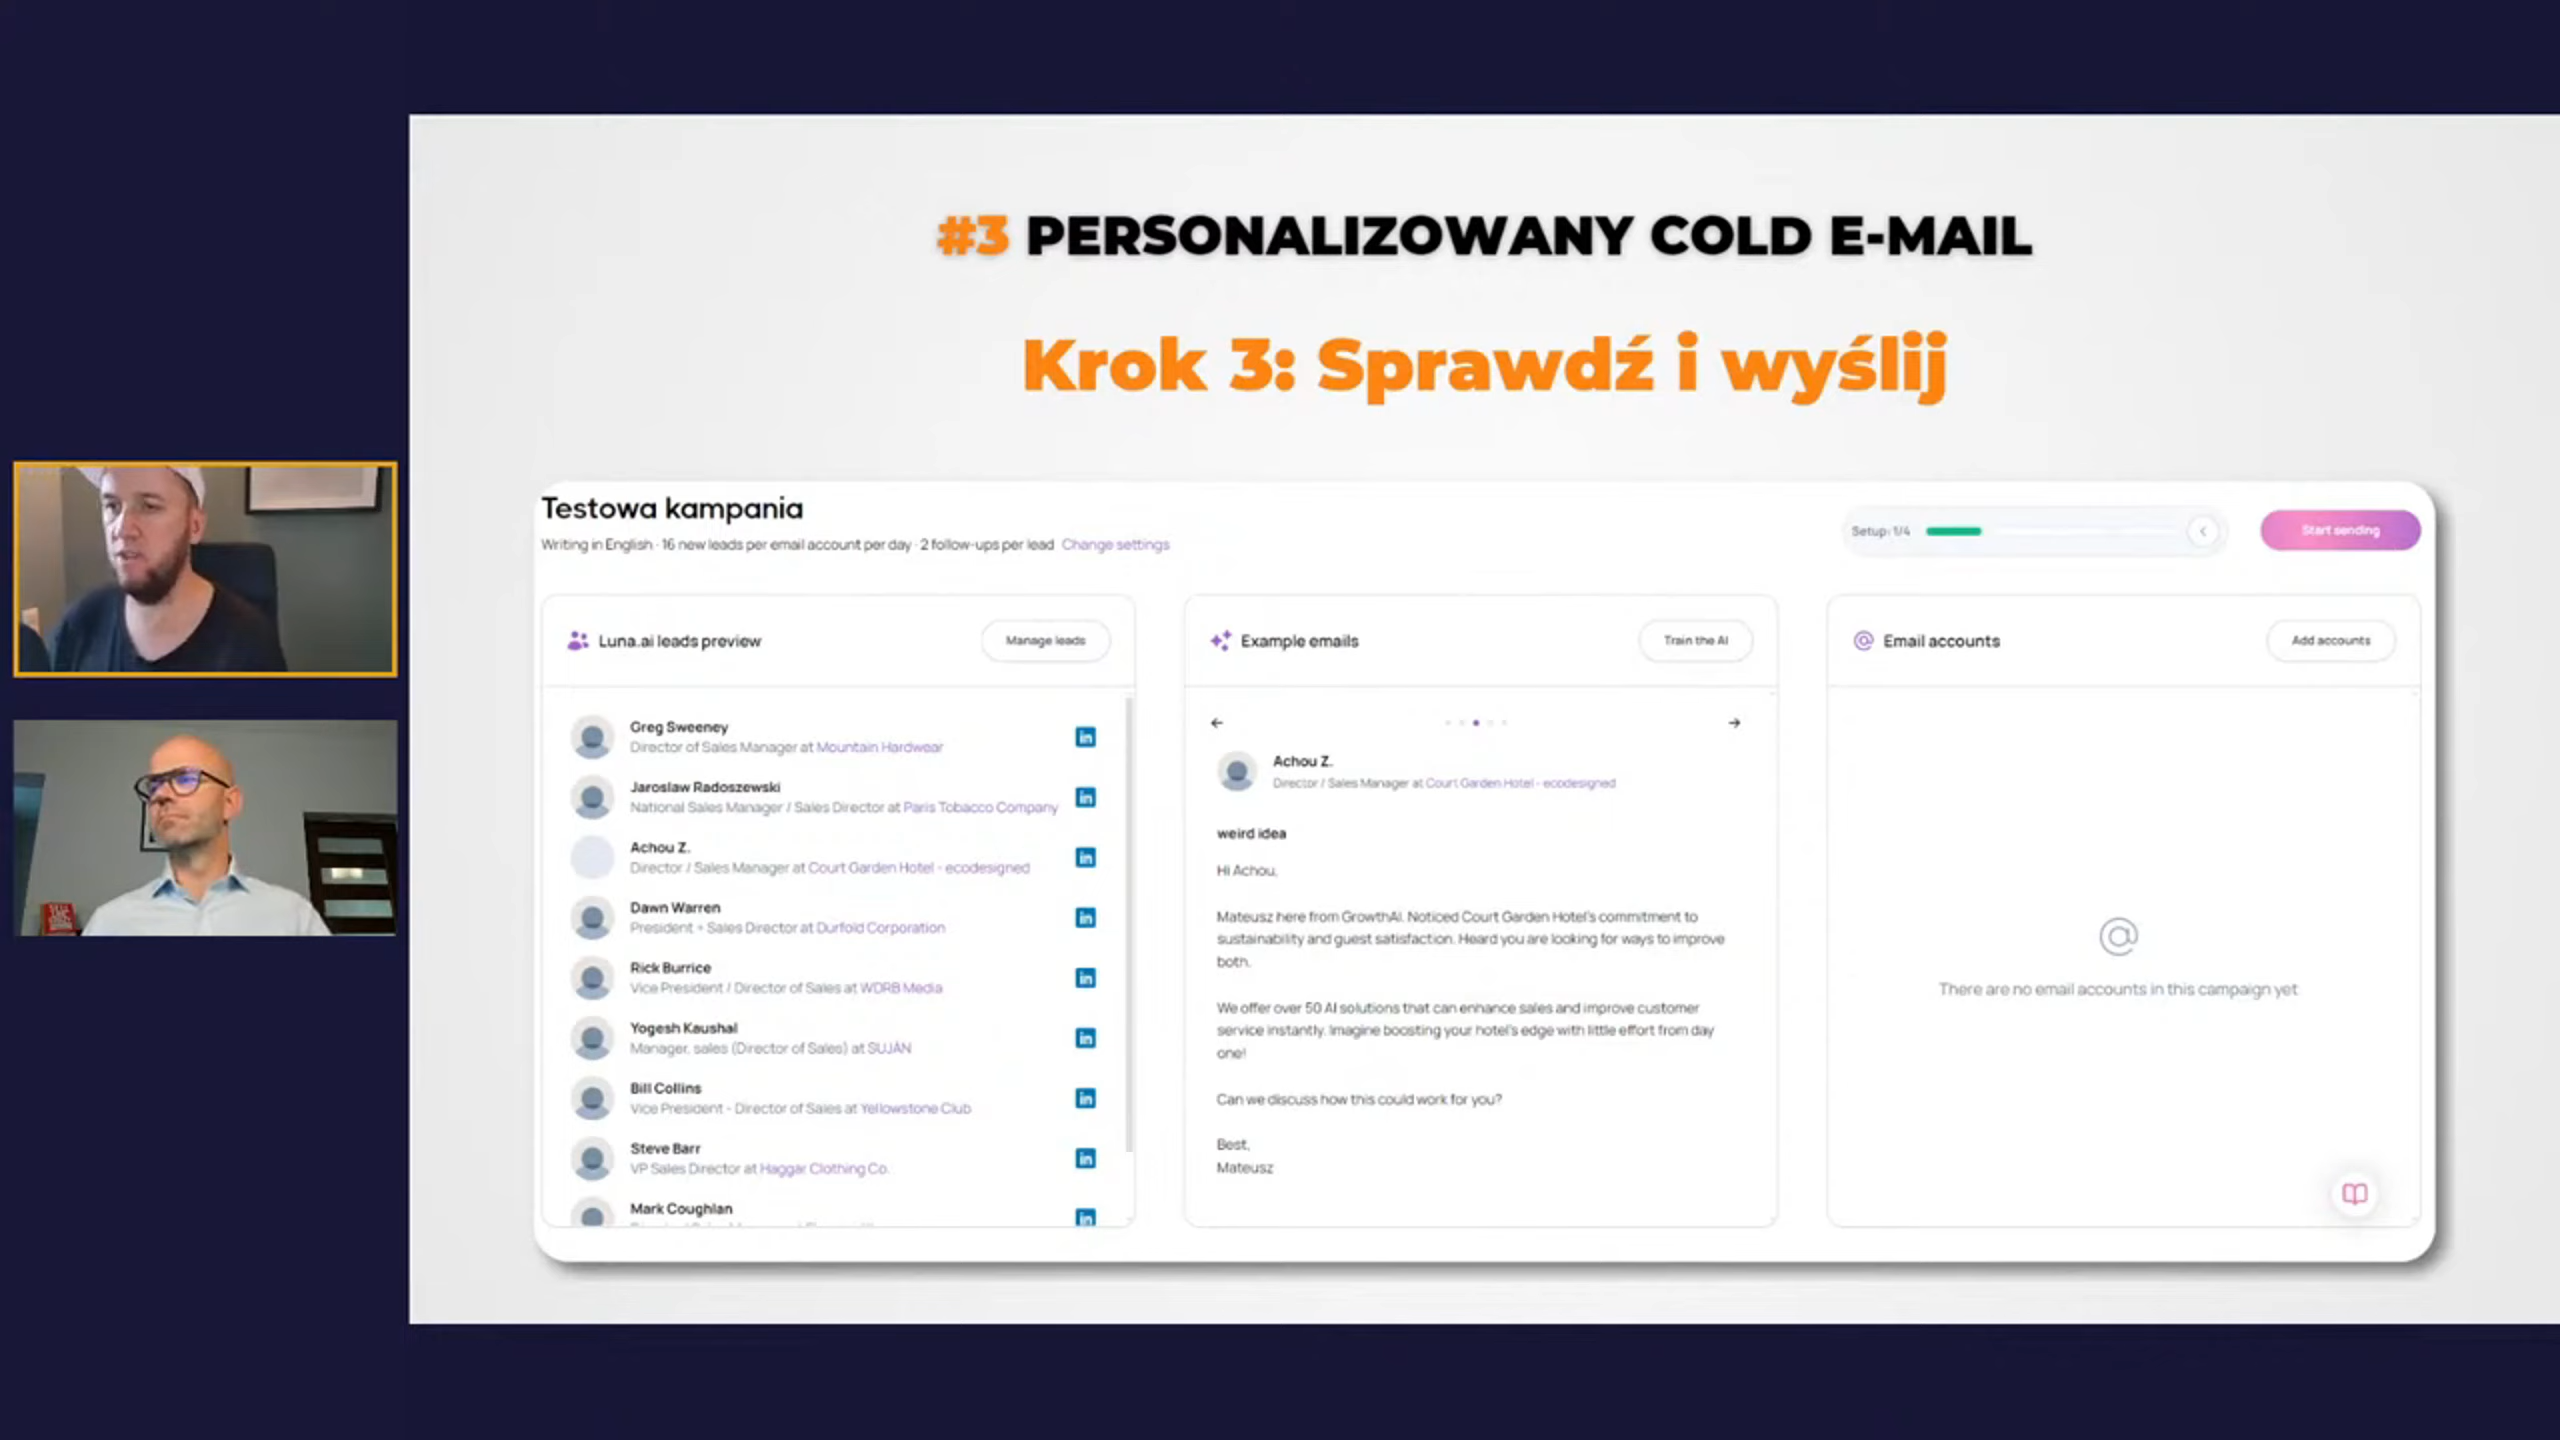 #3 PERSONALIZOWANY COLD E-MAIL
Krok 3: Sprawdź i wyślij
Testowa kampania
Writing in English · 16 new leads per email account per day · 2 follow-ups per lead Change settings
Setup: 1/4
Start sending
Luna.ai leads preview
Manage leads
Greg Sweeney
Director of Sales Manager at Mountain Hardwear
Jaroslaw Radoszewski
National Sales Manager / Sales Director at Paris Tobacco Company
Achou Z.
Director / Sales Manager at Court Garden Hotel - ecodesigned
Dawn Warren
President + Sales Director at Durfold Corporation
Rick Burrice
Vice President / Director of Sales at WDRB Media
Yogesh Kaushal
Manager, sales (Director of Sales) at SUJÁN
Bill Collins
Vice President - Director of Sales at Yellowstone Club
Steve Barr
VP Sales Director at Haggar Clothing Co.
Mark Coughlan
Example emails
Train the AI
Achou Z.
Director / Sales Manager at Court Garden Hotel - ecodesigned
weird idea
Hi Achou,
Mateusz here from GrowthAI. Noticed Court Garden Hotel's commitment to
sustainability and guest satisfaction. Heard you are looking for ways to improve
both.
We offer over 50 AI solutions that can enhance sales and improve customer
service instantly. Imagine boosting your hotel's edge with little effort from day
one!
Can we discuss how this could work for you?
Best,
Mateusz
Email accounts
Add accounts
There are no email accounts in this campaign yet